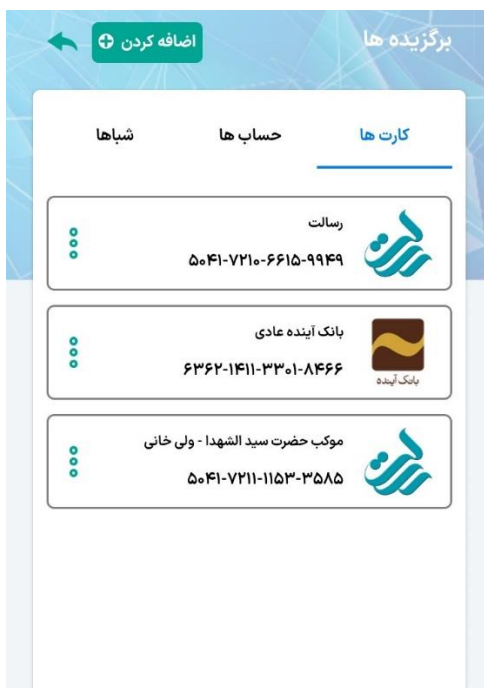 برگزیده ها
اضافه کردن
کارت ها
حساب ها
شباها
رسالت
۵۰۴۱-۷۲۱۰-۶۶۱۵-۹۹۴۹
بانک آینده عادی
۶۳۶۲-۱۴۱۱-۳۳۰۱-۸۴۶۶
بانک آینده
موکب حضرت سید الشهدا - ولی خانی
۵۰۴۱-۷۲۱۱-۱۱۵۳-۳۵۸۵